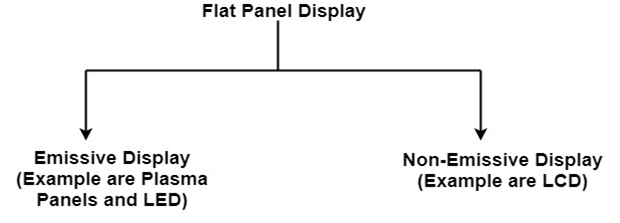 Flat Panel Display
Emissive Display
(Example are Plasma
Panels and LED)
Non-Emissive Display
(Example are LCD)